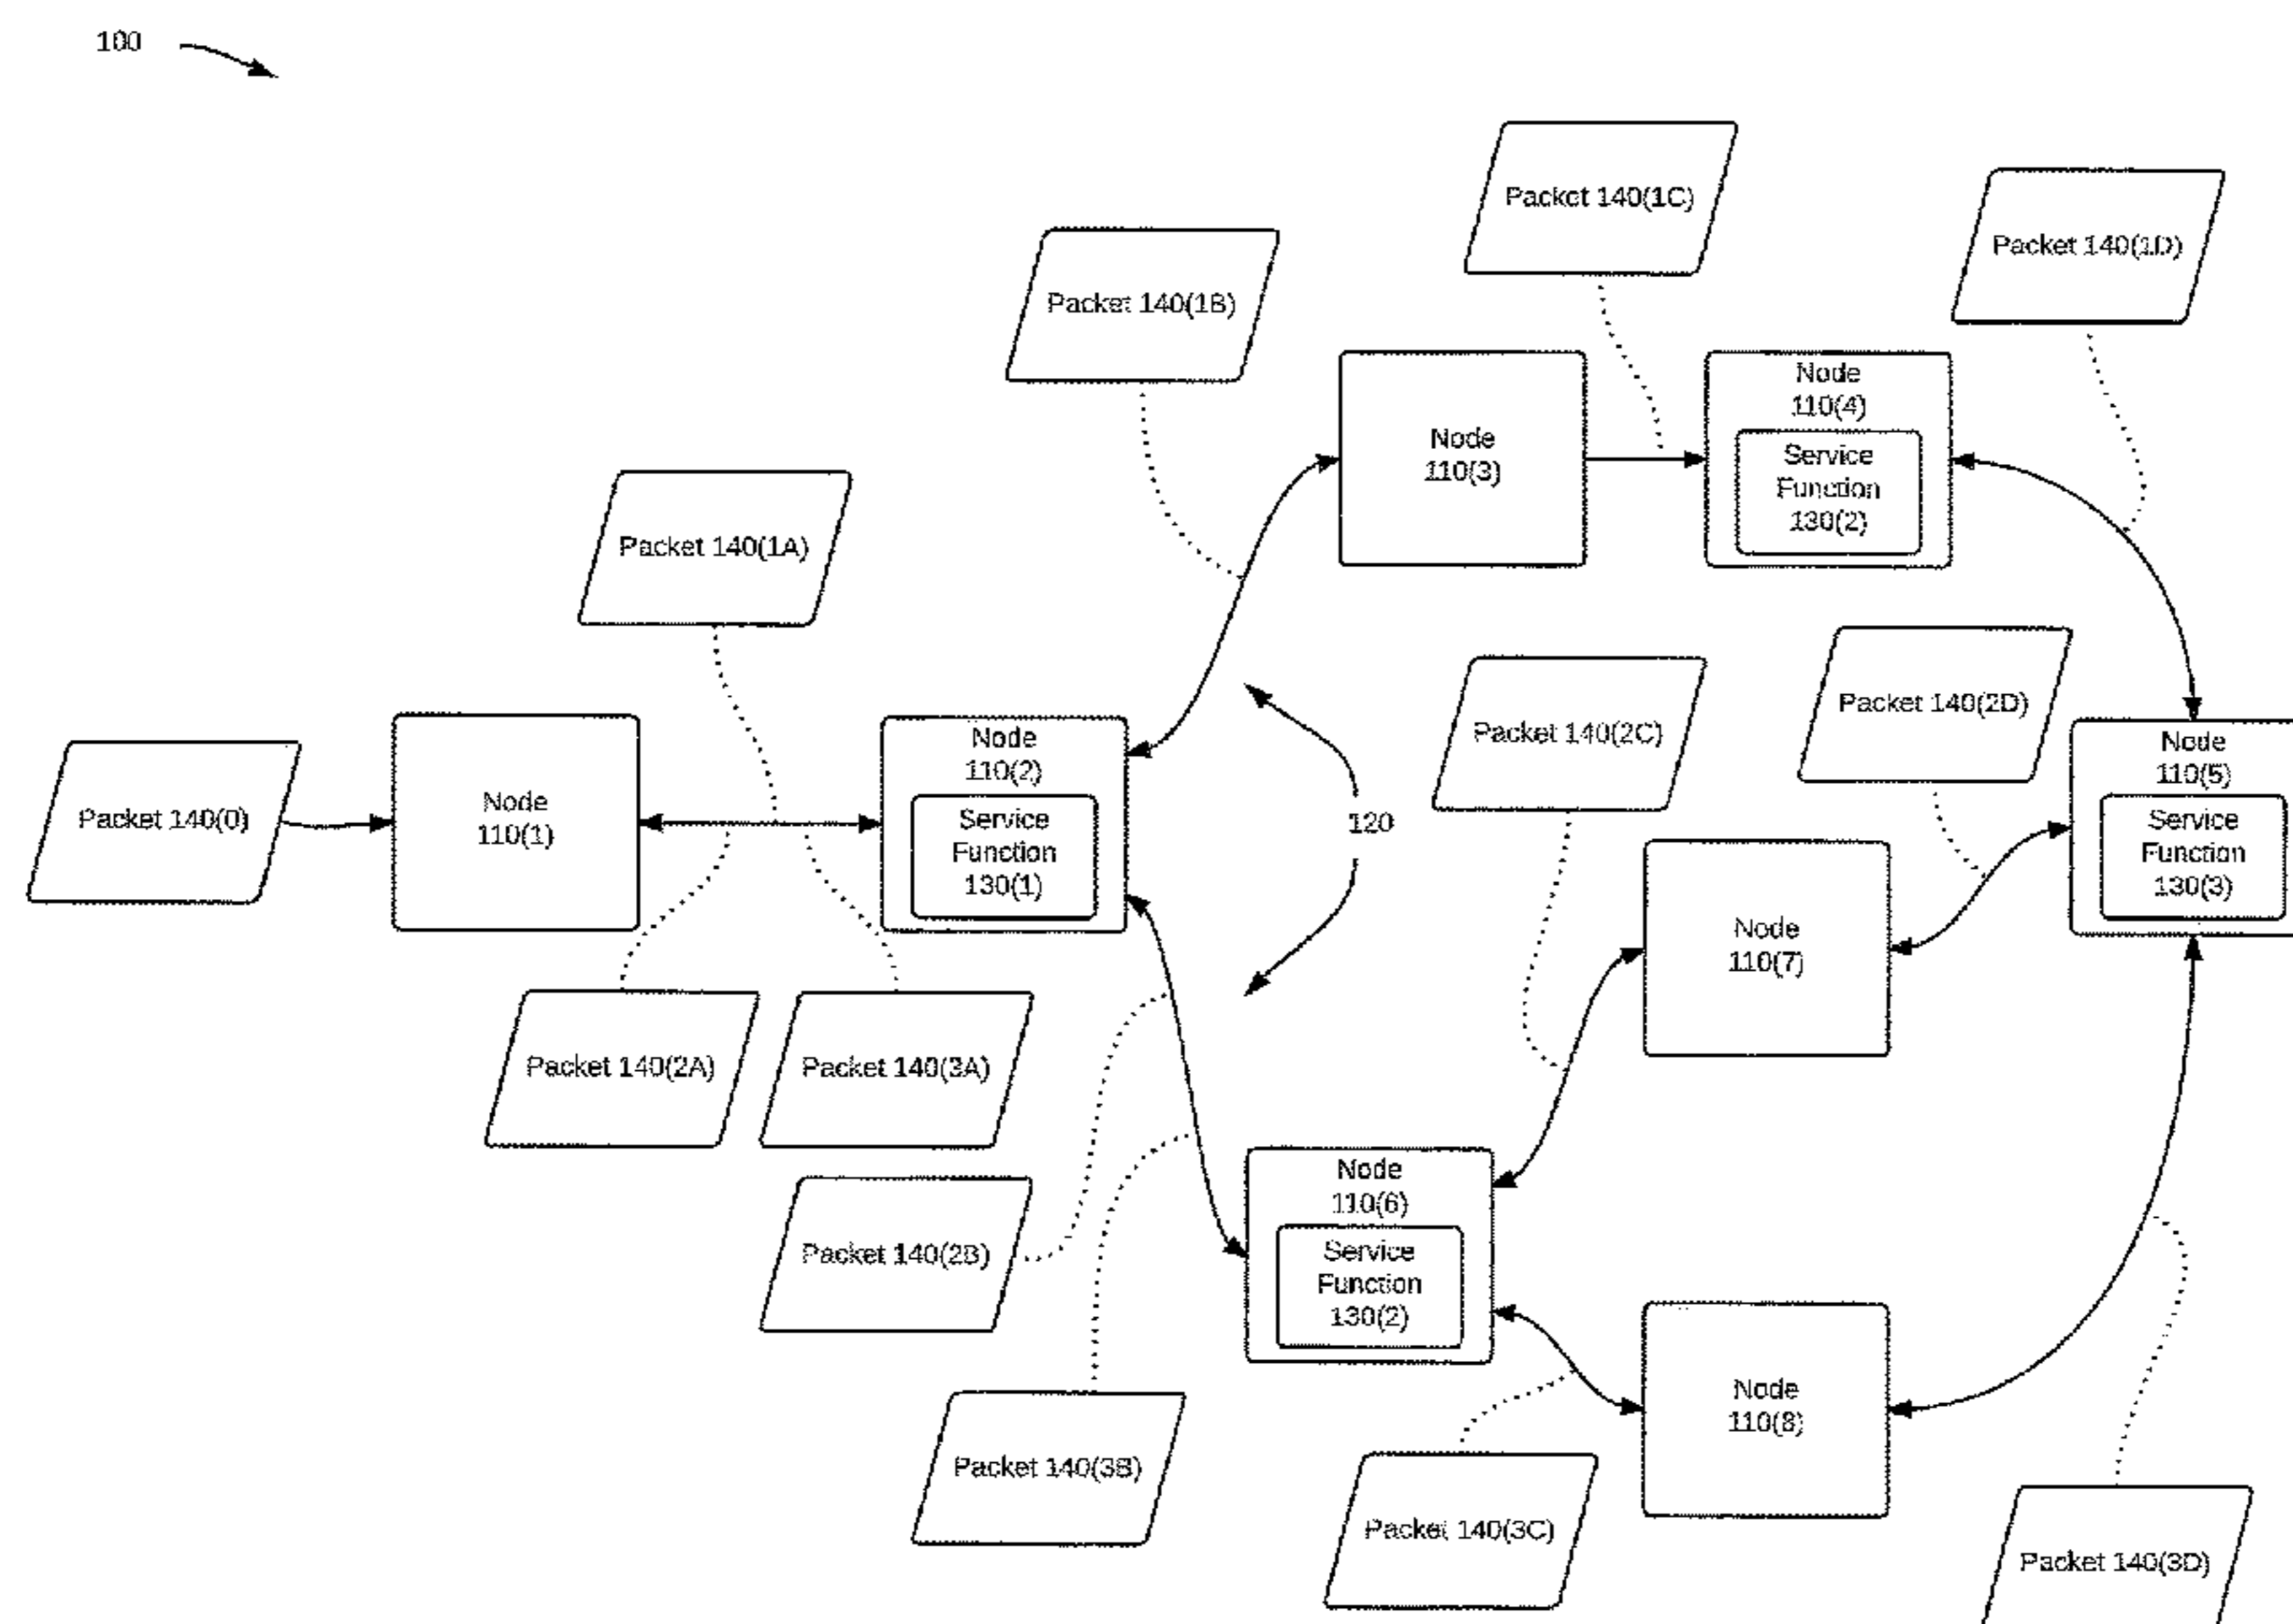 100
Packet 140(1C)
Packet 140(1D)
Packet 140(1B)
Node
110(3)
Node
110(4)
Service
Function
130(2)
Packet 140(1A)
Packet 140(2C)
Packet 140(2D)
Packet 140(0)
Node
110(1)
Node
110(2)
Service
Function
130(1)
120
Node
110(5)
Service
Function
130(3)
Node
110(7)
Packet 140(2A)
Packet 140(3A)
Packet 140(2B)
Node
110(6)
Service
Function
130(2)
Node
110(8)
Packet 140(3B)
Packet 140(3C)
Packet 140(3D)